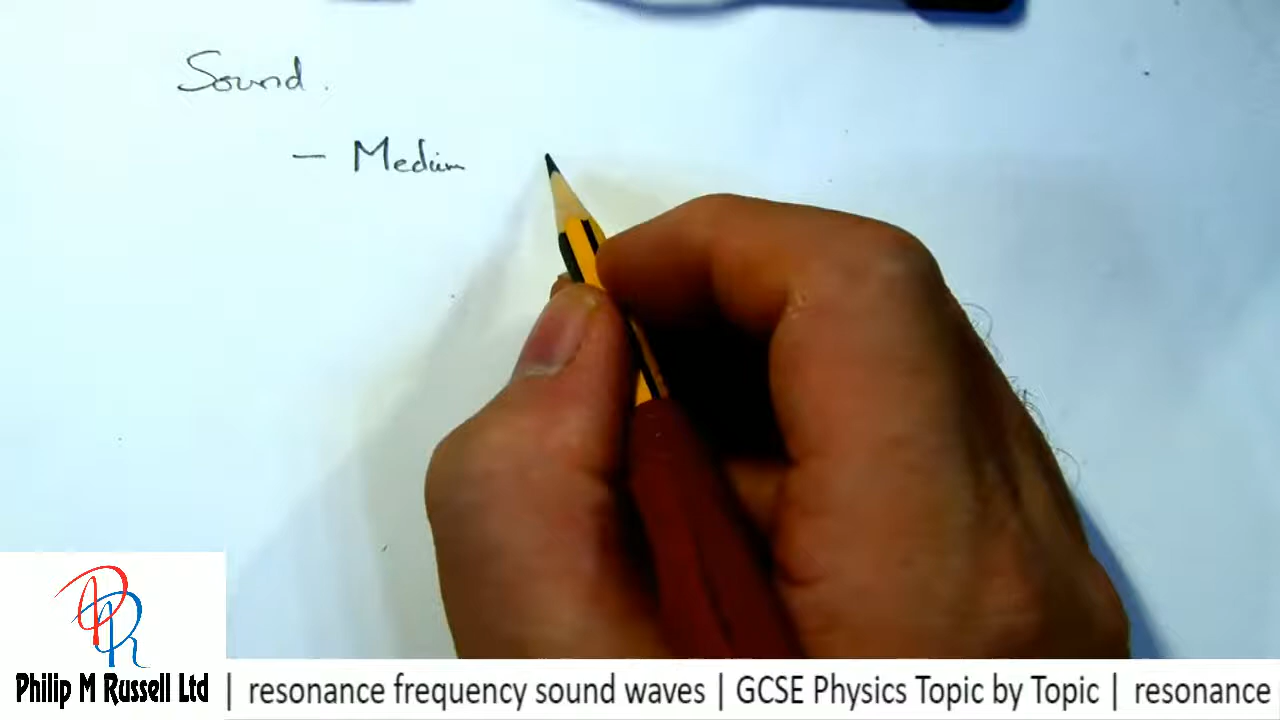 Sound.
- Medium
Philip M Russell Ltd
| resonance frequency sound waves | GCSE Physics Topic by Topic | resonance